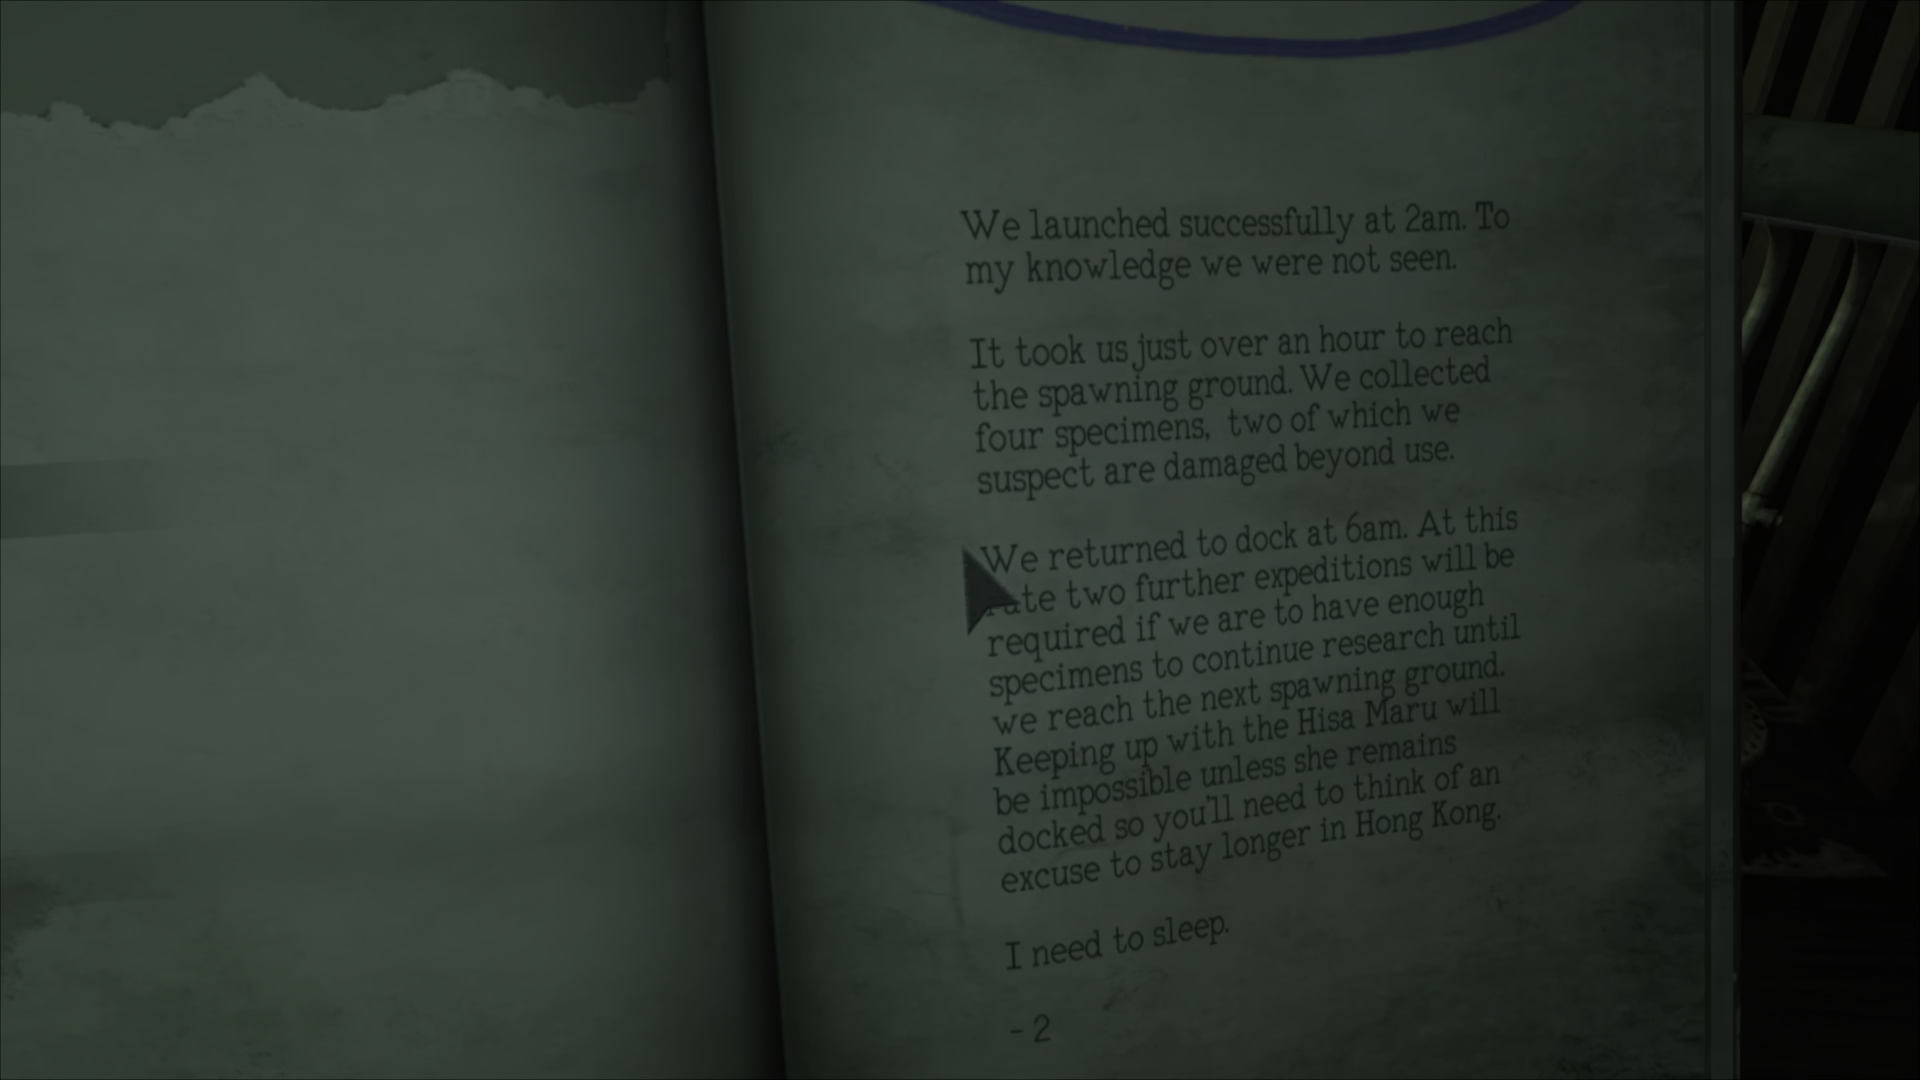 We launched successfully at 2am. To
my knowledge we were not seen.
It took us just over an hour to reach
the spawning ground. We collected
four specimens, two of which we
suspect are damaged beyond use.
We returned to dock at 6am. At this
rate two further expeditions will be
required if we are to have enough
specimens to continue research until
we reach the next spawning ground.
Keeping up with the Hisa Maru will
be impossible unless she remains
docked so you'll need to think of an
excuse to stay longer in Hong Kong.
I need to sleep.
- 2